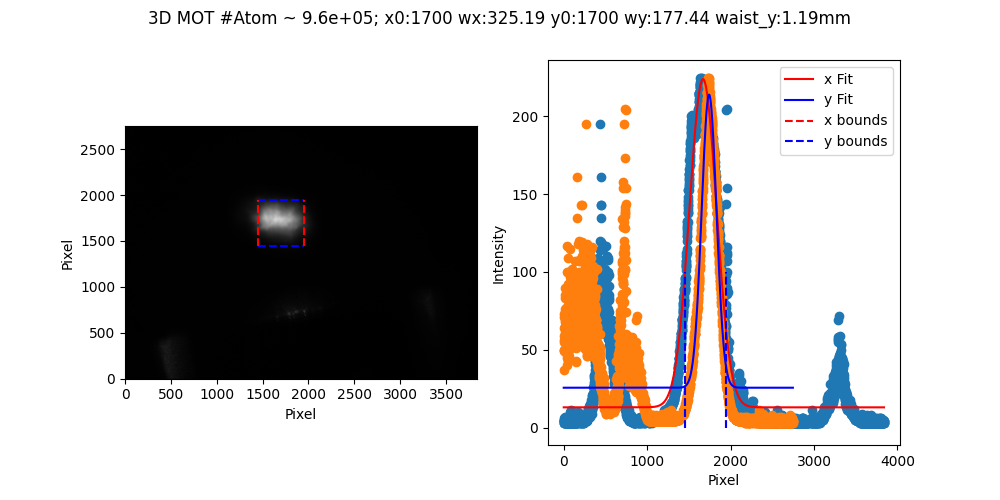 3D MOT #Atom ~ 9.6e+05; x0:1700 wx:325.19 y0:1700 wy:177.44 waist_y:1.19mm
2500
2000
1500
1000
500
0
Pixel
0 500 1000 1500 2000 2500 3000 3500
Pixel
200
150
100
50
0
Intensity
x Fit
y Fit
x bounds
y bounds
0 1000 2000 3000 4000
Pixel